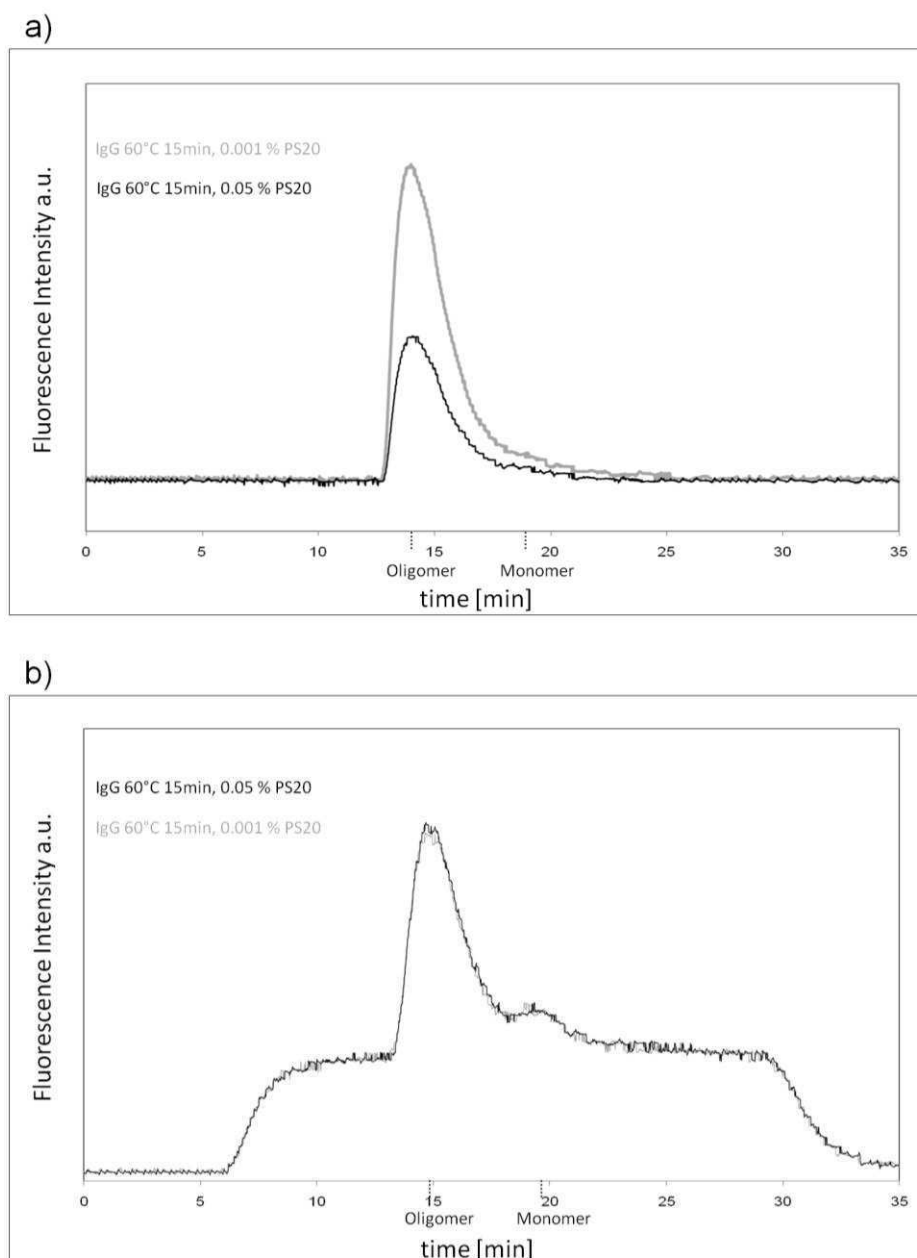 a)
Fluorescence Intensity a.u.
IgG 60°C 15min, 0.001 % PS20
IgG 60°C 15min, 0.05 % PS20
0 5 10 15 20 25 30 35
Oligomer Monomer
time [min]
b)
Fluorescence Intensity a.u.
IgG 60°C 15min, 0.05 % PS20
IgG 60°C 15min, 0.001 % PS20
0 5 10 15 20 25 30 35
Oligomer Monomer
time [min]